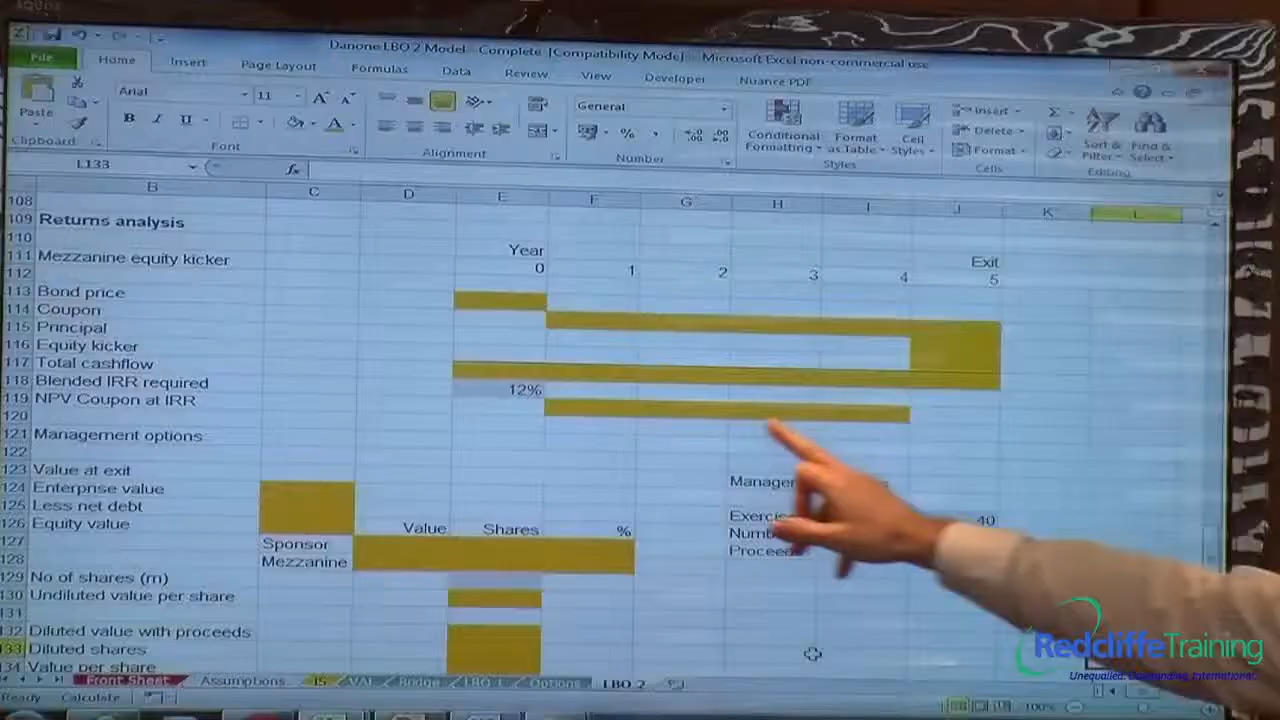 Danone LBO 2 Model - Complete [Compatibility Mode] - Microsoft Excel non-commercial use
File Home Insert Page Layout Formulas Data Review View Developer Nuance PDF
Paste Arial 11 General Conditional Formatting Format as Table Cell Styles Insert Delete Format Sort & Filter Find & Select
Clipboard Font Alignment Number Styles Cells Editing
L133 fx
B C D E F G H I J K L
108
109 Returns analysis
110 Year Exit
111 Mezzanine equity kicker 0 1 2 3 4 5
112
113 Bond price
114 Coupon
115 Principal
116 Equity kicker
117 Total cashflow
118 Blended IRR required 12%
119 NPV Coupon at IRR
120
121 Management options
122
123 Value at exit
124 Enterprise value
125 Less net debt
126 Equity value Value Shares % 40
127 Sponsor
128 Mezzanine
129 No of shares (m)
130 Undiluted value per share
131
132 Diluted value with proceeds
133 Diluted shares
134 Value per share
Front Sheet Assumptions IS VAL Bridge LBO 1 Options LBO 2
Ready Calculate 100%
Redcliffe Training
Unequalled. Outstanding. International.